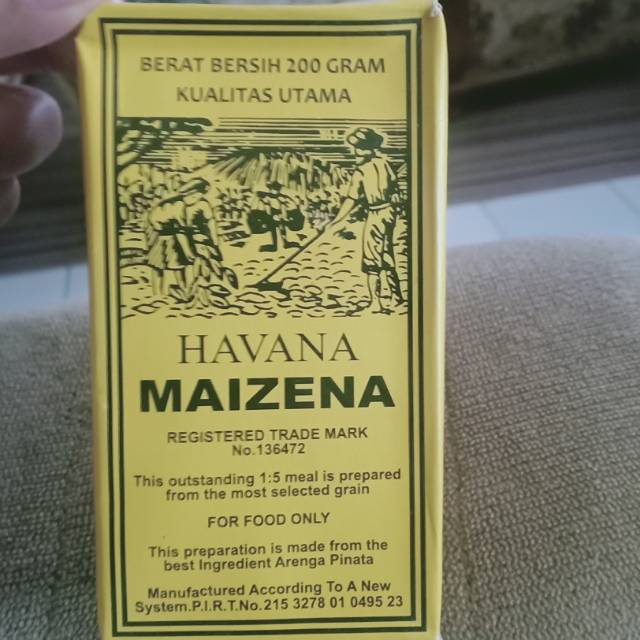 BERAT BERSIH 200 GRAM
KUALITAS UTAMA
HAVANA
MAIZENA
REGISTERED TRADE MARK
No.136472
This outstanding 1:5 meal is prepared
from the most selected grain
FOR FOOD ONLY
This preparation is made from the
best Ingredient Arenga Pinata
Manufactured According To A New
System.P.I.R.T.No.215 3278 01 0495 23